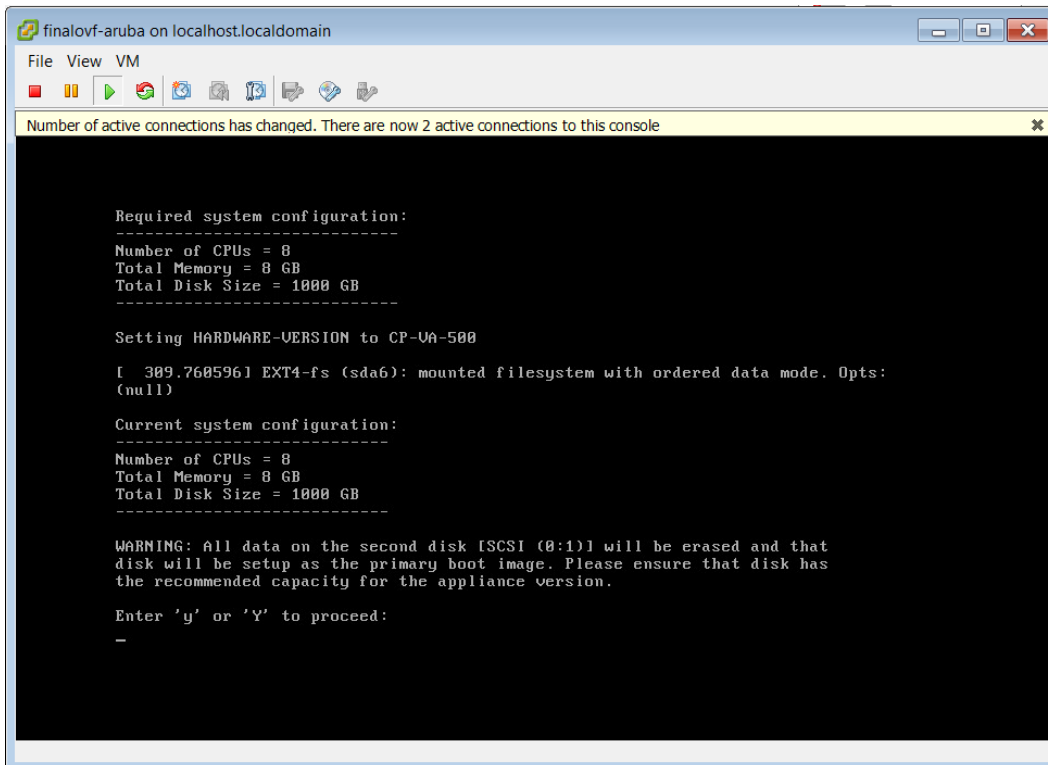 finalovf-aruba on localhost.localdomain
File View VM
Number of active connections has changed. There are now 2 active connections to this console
Required system configuration:
-----------------------------
Number of CPUs = 8
Total Memory = 8 GB
Total Disk Size = 1000 GB
-----------------------------
Setting HARDWARE-VERSION to CP-VA-500
[  309.760596] EXT4-fs (sda6): mounted filesystem with ordered data mode. Opts:
(null)
Current system configuration:
----------------------------
Number of CPUs = 8
Total Memory = 8 GB
Total Disk Size = 1000 GB
----------------------------
WARNING: All data on the second disk [SCSI (0:1)] will be erased and that
disk will be setup as the primary boot image. Please ensure that disk has
the recommended capacity for the appliance version.
Enter 'y' or 'Y' to proceed:
_